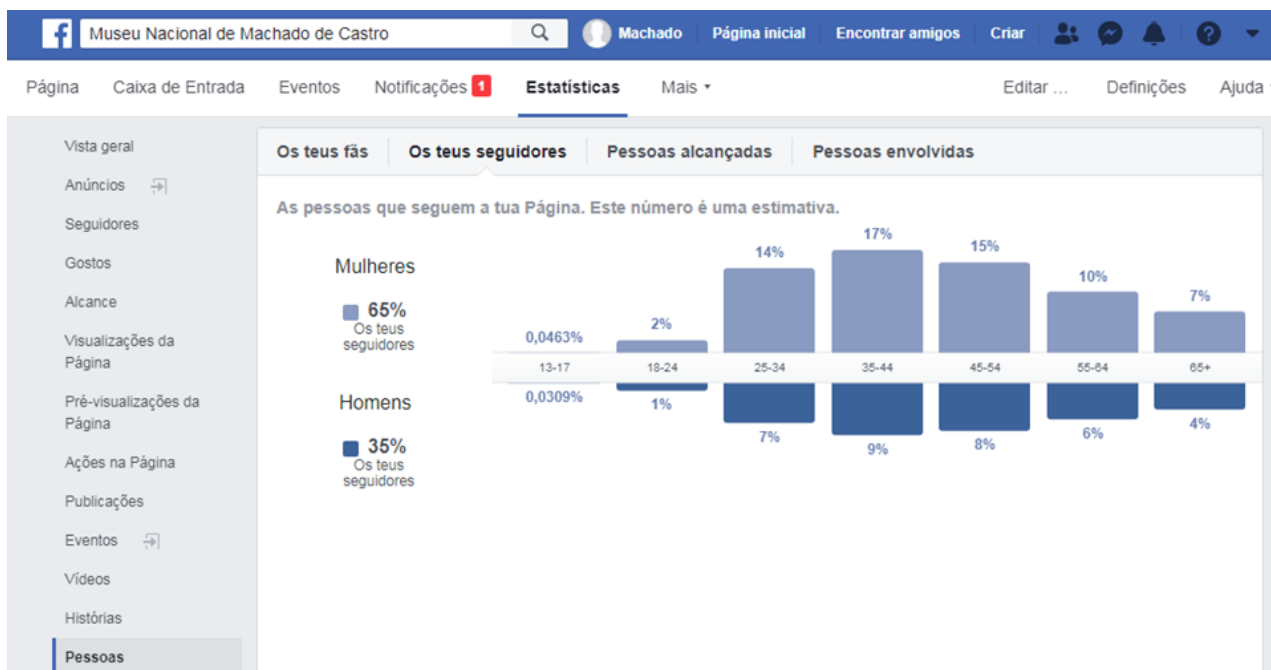 f Museu Nacional de Machado de Castro Machado Página inicial Encontrar amigos Criar
Página Caixa de Entrada Eventos Notificações 1 Estatísticas Mais Editar ... Definições Ajuda
Vista geral
Anúncios
Seguidores
Gostos
Alcance
Visualizações da
Página
Pré-visualizações da
Página
Ações na Página
Publicações
Eventos
Vídeos
Histórias
Pessoas
Os teus fãs Os teus seguidores Pessoas alcançadas Pessoas envolvidas
As pessoas que seguem a tua Página. Este número é uma estimativa.
Mulheres
65%
Os teus
seguidores
0,0463% 2% 14% 17% 15% 10% 7%
13-17 18-24 25-34 35-44 45-54 55-64 65+
Homens
35%
Os teus
seguidores
0,0309% 1% 7% 9% 8% 6% 4%